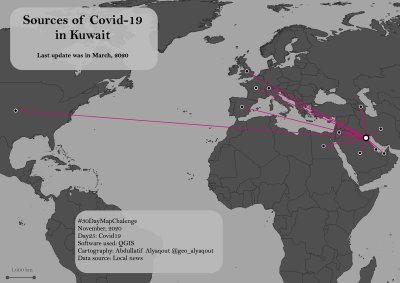 Sources of Covid-19
in Kuwait
Last update was in March, 2020
#30DayMapChalenge
November, 2020
Day25: Covid19
Software used: QGIS
Cartography: Abdullatif Alyaqout @geo_alyaqout
Data source: Local news
1,000 km